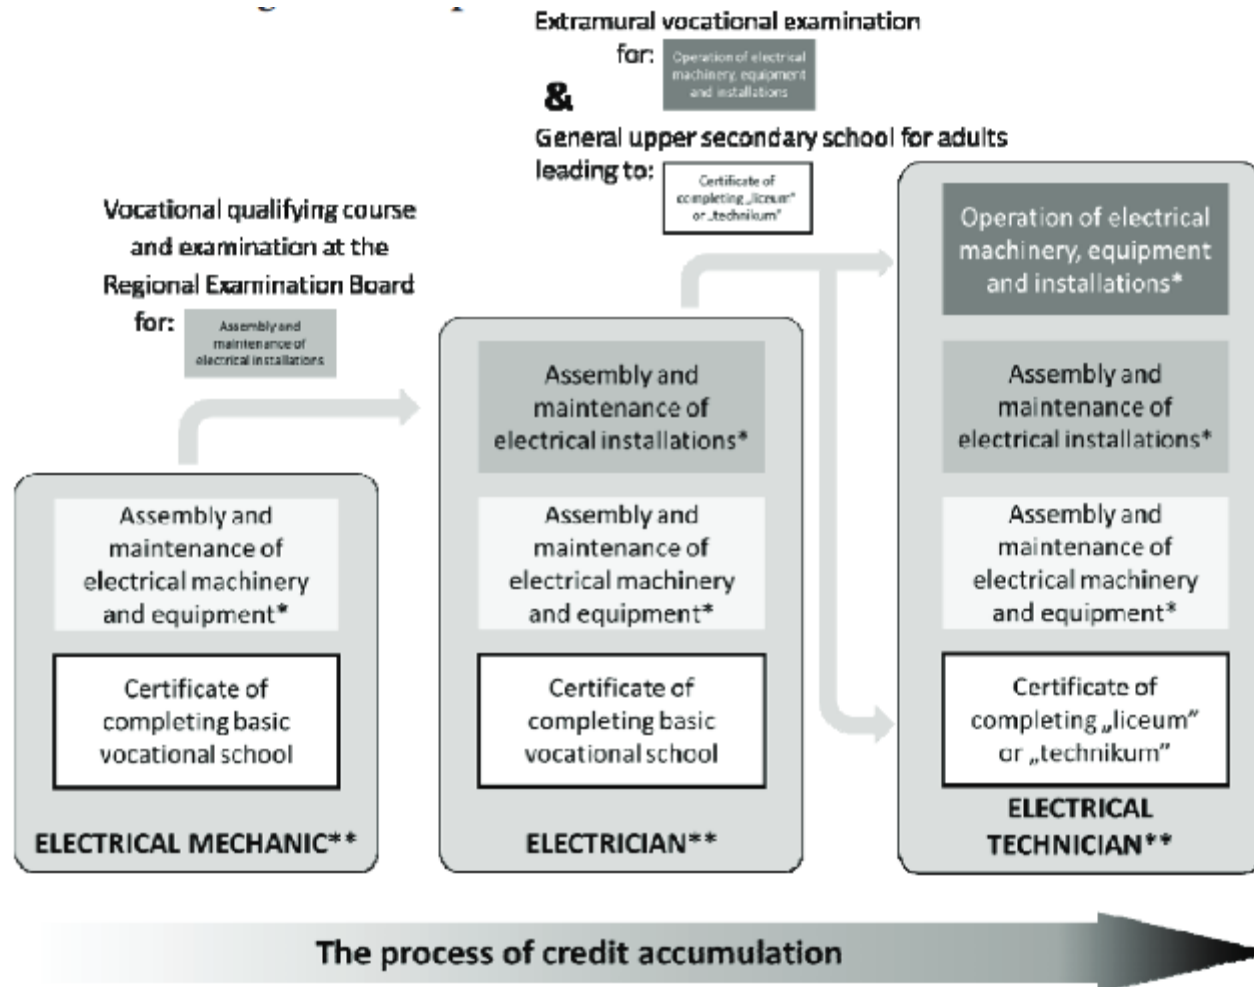 Extramural vocational examination
for:
Operation of electrical
machinery, equipment
and installations
&
General upper secondary school for adults
leading to:
Certificate of
completing „liceum"
or „technikum"
Vocational qualifying course
and examination at the
Regional Examination Board
for:
Assembly and
maintenance of
electrical installations
Assembly and
maintenance of
electrical machinery
and equipment*
Certificate of
completing basic
vocational school
ELECTRICAL MECHANIC**
Assembly and
maintenance of
electrical installations*
Assembly and
maintenance of
electrical machinery
and equipment*
Certificate of
completing basic
vocational school
ELECTRICIAN**
Operation of electrical
machinery, equipment
and installations*
Assembly and
maintenance of
electrical installations*
Assembly and
maintenance of
electrical machinery
and equipment*
Certificate of
completing „liceum"
or „technikum"
ELECTRICAL
TECHNICIAN**
The process of credit accumulation